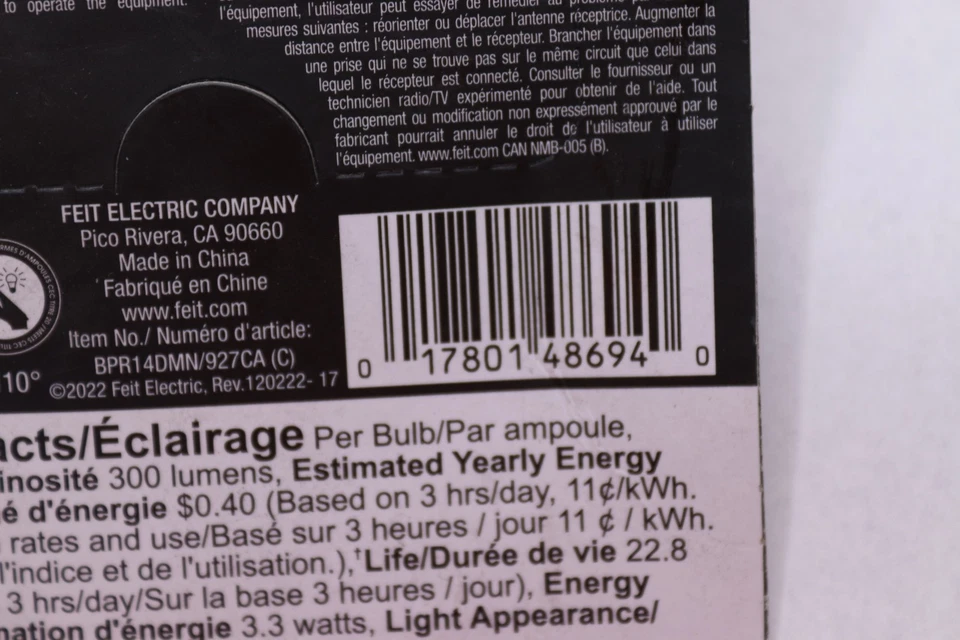 to operate the equipment.
l'équipement, l'utilisateur peut essayer de remédier au
mesures suivantes : réorienter ou déplacer l'antenne réceptrice. Augmenter la
distance entre l'équipement et le récepteur. Brancher l'équipement dans
une prise qui ne se trouve pas sur le même circuit que celui dans
lequel le récepteur est connecté. Consulter le fournisseur ou un
technicien radio/TV expérimenté pour obtenir de l'aide. Tout
changement ou modification non expressément approuvé par le
fabricant pourrait annuler le droit de l'utilisateur à utiliser
l'équipement. www.feit.com CAN NMB-005 (B).
FEIT ELECTRIC COMPANY
Pico Rivera, CA 90660
Made in China
Fabriqué en Chine
www.feit.com
Item No./ Numéro d'article:
BPR14DMN/927CA (C)
10°
©2022 Feit Electric, Rev.120222- 17
0 17801 48694 0
acts/Éclairage Per Bulb/Par ampoule,
inosité 300 lumens, Estimated Yearly Energy
é d'énergie $0.40 (Based on 3 hrs/day, 11¢/kWh.
rates and use/Basé sur 3 heures / jour 11 ¢ / kWh.
l'indice et de l'utilisation.),†Life/Durée de vie 22.8
3 hrs/day/Sur la base 3 heures / jour), Energy
nation d'énergie 3.3 watts, Light Appearance/